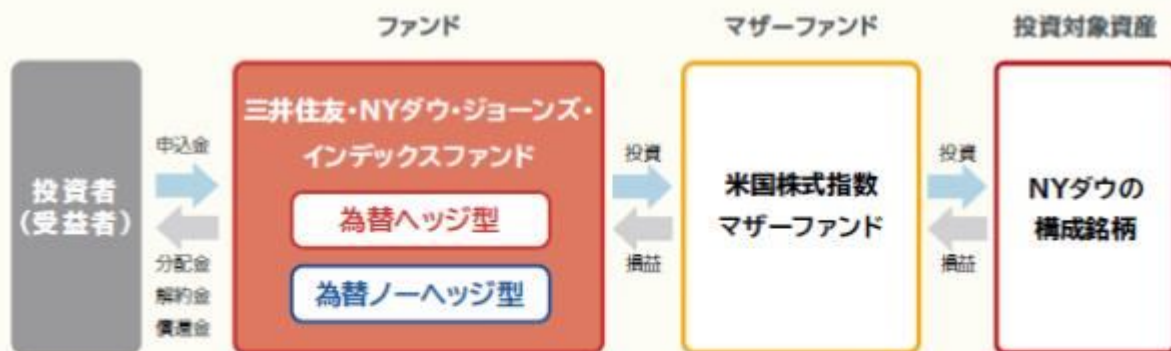 ファンド
マザーファンド
投資対象資産
投資者
(受益者)
申込金
分配金
解約金
償還金
三井住友・NYダウ・ジョーンズ・
インデックスファンド
為替ヘッジ型
為替ノーヘッジ型
投資
損益
米国株式指数
マザーファンド
投資
損益
NYダウの
構成銘柄